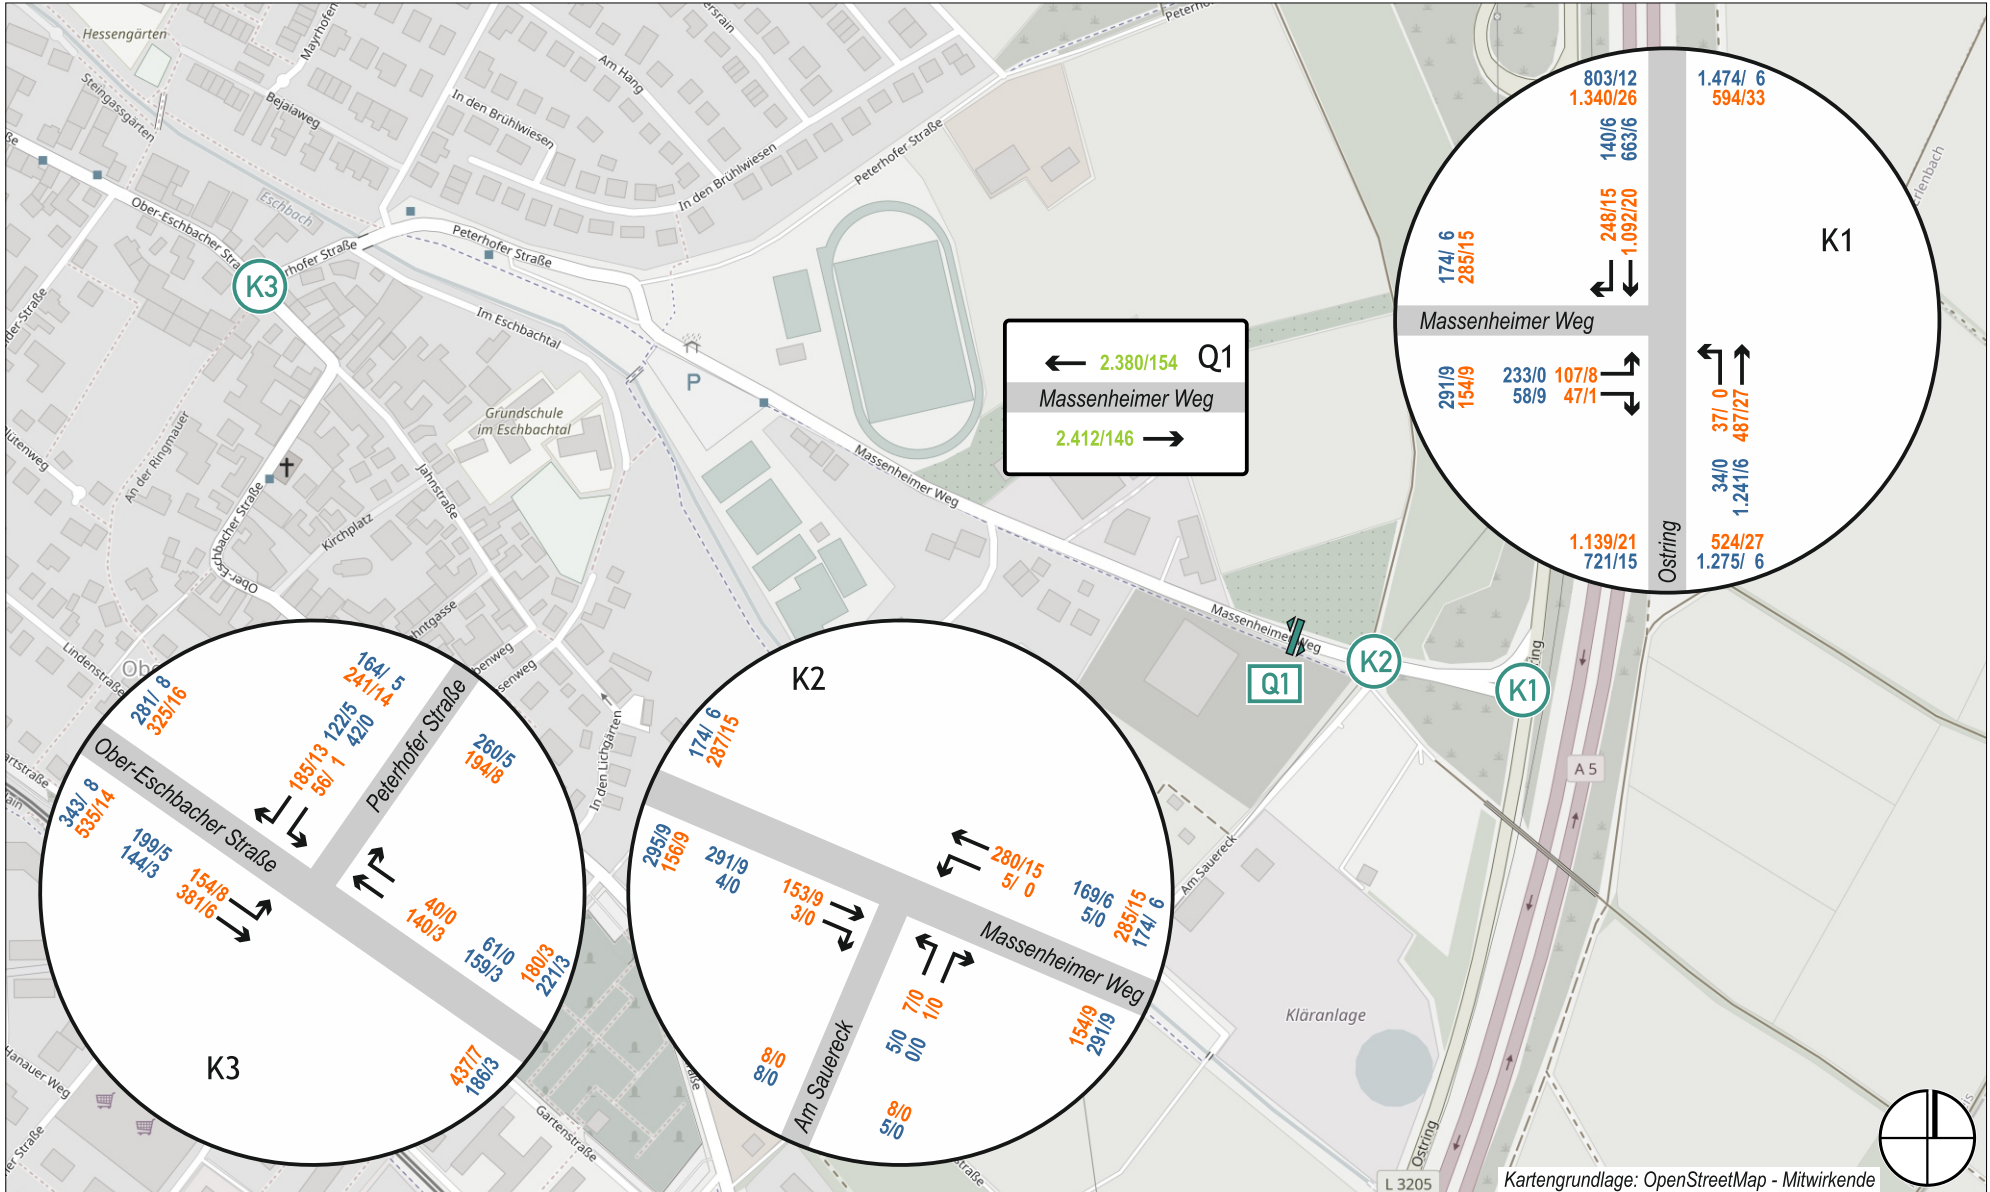 Hessengärten
Mayrhofen
Steingassgärten
Bejaiaweg
Am Hang
In den Brühlwiesen
In den Brühlwiesen
Peterhofer Straße
Eschbach
Ober-Eschbacher Stra
rhofer Straße
K3
Peterhofer Straße
Im Eschbachtal
P
Grundschule
im Eschbachtal
An der Ringmauer
Jahnstraße
Kirchplatz
Ober-Eschbacher Straße
Lindenstraße
In den Lichgärten
Massenheimer Weg
Massenheimer Weg
Q1
K2
K1
A 5
Am Sauereck
Kläranlage
Ostring
L 3205
Hanauer Weg
Gartenstraße
erlenbach
2.380/154
Q1
Massenheimer Weg
2.412/146
803/12
1.340/26
1.474/ 6
594/33
140/6
663/6
248/15
1.092/20
174/ 6
285/15
K1
Massenheimer Weg
291/9
154/9
233/0 107/8
58/9 47/1
37/ 0
487/27
34/0
1.241/6
1.139/21
721/15
Ostring
524/27
1.275/ 6
K2
174/ 6
287/15
295/9
156/9
291/9
4/0
153/9
3/0
280/15
5/ 0
169/6
5/0
285/15
174/ 6
Massenheimer Weg
7/0
1/0
5/0
0/0
154/9
291/9
8/0
8/0
Am Sauereck
8/0
5/0
164/ 5
241/14
281/ 8
325/16
122/5
42/0
185/13
56/ 1
Peterhofer Straße
260/5
194/8
Ober-Eschbacher Straße
343/ 8
535/14
199/5
144/3
154/8
381/6
40/0
140/3
61/0
159/3
180/3
221/3
437/7
186/3
K3
Kartengrundlage: OpenStreetMap - Mitwirkende